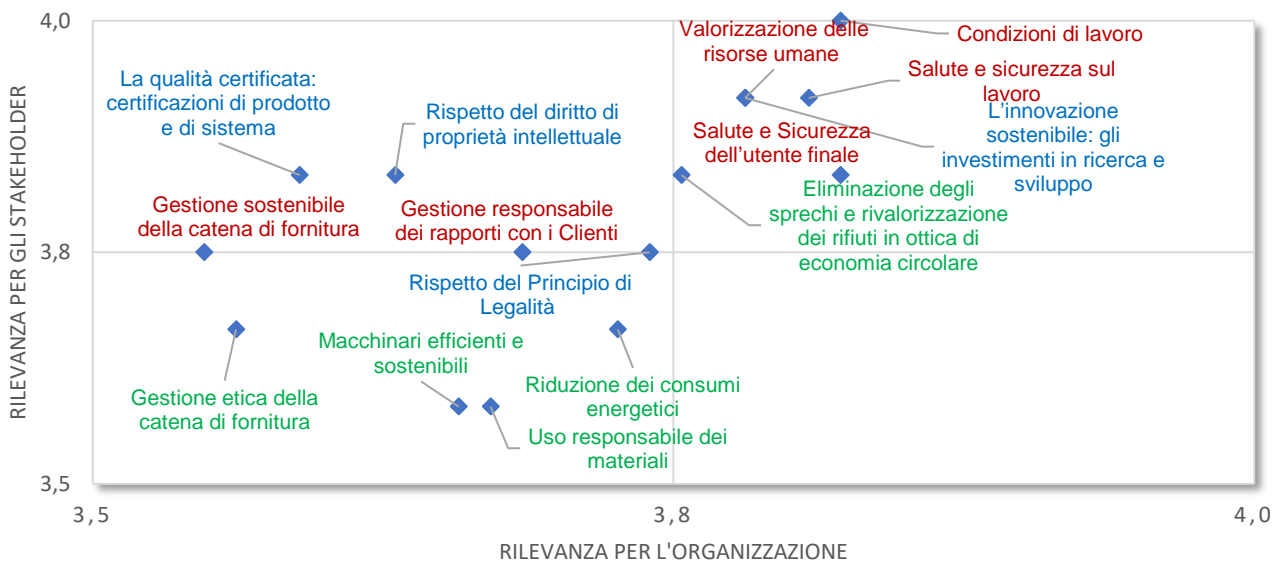 4,0
3,8
3,5
RILEVANZA PER GLI STAKEHOLDER
La qualità certificata:
certificazioni di prodotto
e di sistema
Rispetto del diritto di
proprietà intellettuale
Valorizzazione delle
risorse umane
Condizioni di lavoro
Salute e sicurezza sul
lavoro
L'innovazione
sostenibile: gli
investimenti in ricerca e
sviluppo
Salute e Sicurezza
dell'utente finale
Gestione sostenibile
della catena di fornitura
Gestione responsabile
dei rapporti con i Clienti
Eliminazione degli
sprechi e rivalorizzazione
dei rifiuti in ottica di
economia circolare
Rispetto del Principio di
Legalità
Macchinari efficienti e
sostenibili
Gestione etica della
catena di fornitura
Riduzione dei consumi
energetici
Uso responsabile dei
materiali
3,5
3,8
4,0
RILEVANZA PER L'ORGANIZZAZIONE